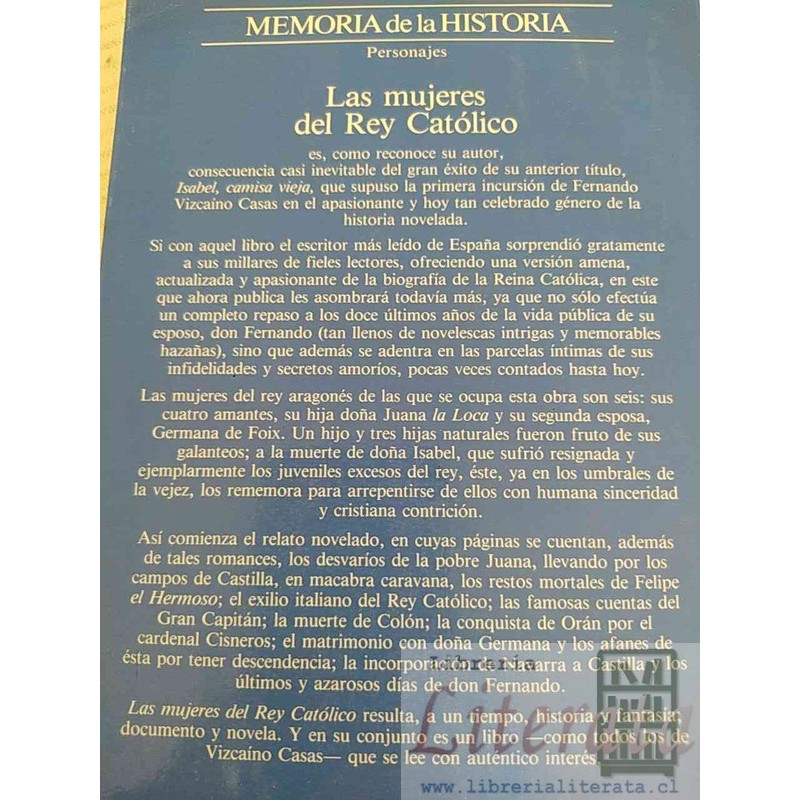 MEMORIA de la HISTORIA
Personajes
Las mujeres
del Rey Católico
es, como reconoce su autor,
consecuencia casi inevitable del gran éxito de su anterior título,
Isabel, camisa vieja, que supuso la primera incursión de Fernando
Vizcaíno Casas en el apasionante y hoy tan celebrado género de la
historia novelada.
Si con aquel libro el escritor más leído de España sorprendió gratamente
a sus millares de fieles lectores, ofreciendo una versión amena,
actualizada y apasionante de la biografía de la Reina Católica, en este
que ahora publica les asombrará todavía más, ya que no sólo efectúa
un completo repaso a los doce últimos años de la vida pública de su
esposo, don Fernando (tan llenos de novelescas intrigas y memorables
hazañas), sino que además se adentra en las parcelas íntimas de sus
infidelidades y secretos amoríos, pocas veces contados hasta hoy.
Las mujeres del rey aragonés de las que se ocupa esta obra son seis: sus
cuatro amantes, su hija doña Juana la Loca y su segunda esposa,
Germana de Foix. Un hijo y tres hijas naturales fueron fruto de sus
galanteos; a la muerte de doña Isabel, que sufrió resignada y
ejemplarmente los juveniles excesos del rey, éste, ya en los umbrales de
la vejez, los rememora para arrepentirse de ellos con humana sinceridad
y cristiana contrición.
Así comienza el relato novelado, en cuyas páginas se cuentan, además
de tales romances, los desvaríos de la pobre Juana, llevando por los
campos de Castilla, en macabra caravana, los restos mortales de Felipe
el Hermoso; el exilio italiano del Rey Católico; las famosas cuentas del
Gran Capitán; la muerte de Colón; la conquista de Orán por el
cardenal Cisneros; el matrimonio con doña Germana y los afanes de
ésta por tener descendencia; la incorporación de Navarra a Castilla y los
últimos y azarosos días de don Fernando.
Las mujeres del Rey Católico resulta, a un tiempo, historia y fantasía;
documento y novela. Y en su conjunto es un libro —como todos los de
Vizcaíno Casas— que se lee con auténtico interés.
Librería
Literata
www.librerialiterata.cl